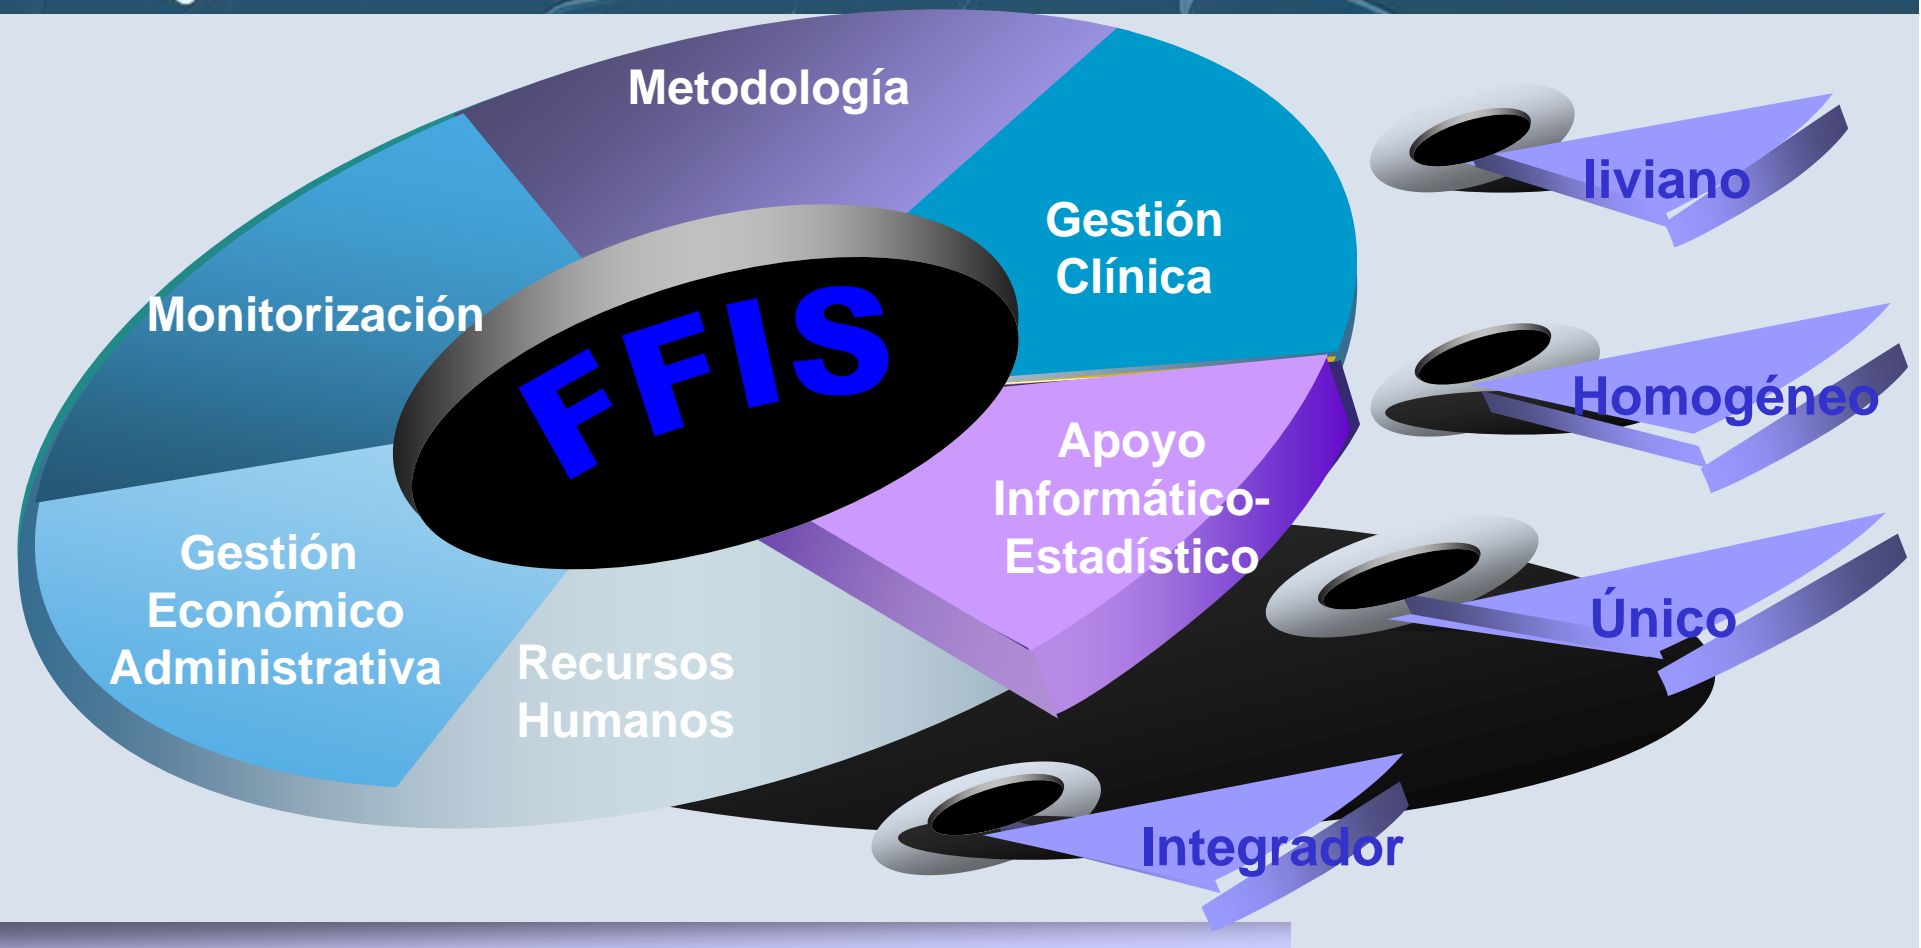 Metodología
Gestión
Clínica
Monitorización
FFIS
Apoyo
Informático-
Estadístico
Gestión
Económico
Administrativa
Recursos
Humanos
liviano
Homogéneo
Único
Integrador